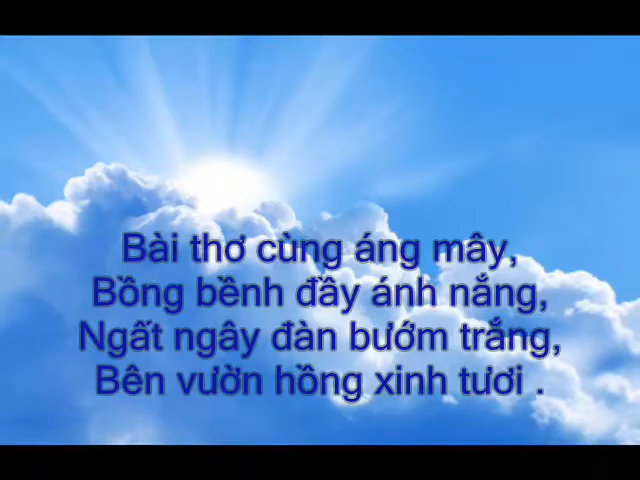 Bài thơ cùng áng mây,
Bồng bềnh đầy ánh nắng,
Ngất ngây đàn bướm trắng,
Bên vườn hồng xinh tươi .